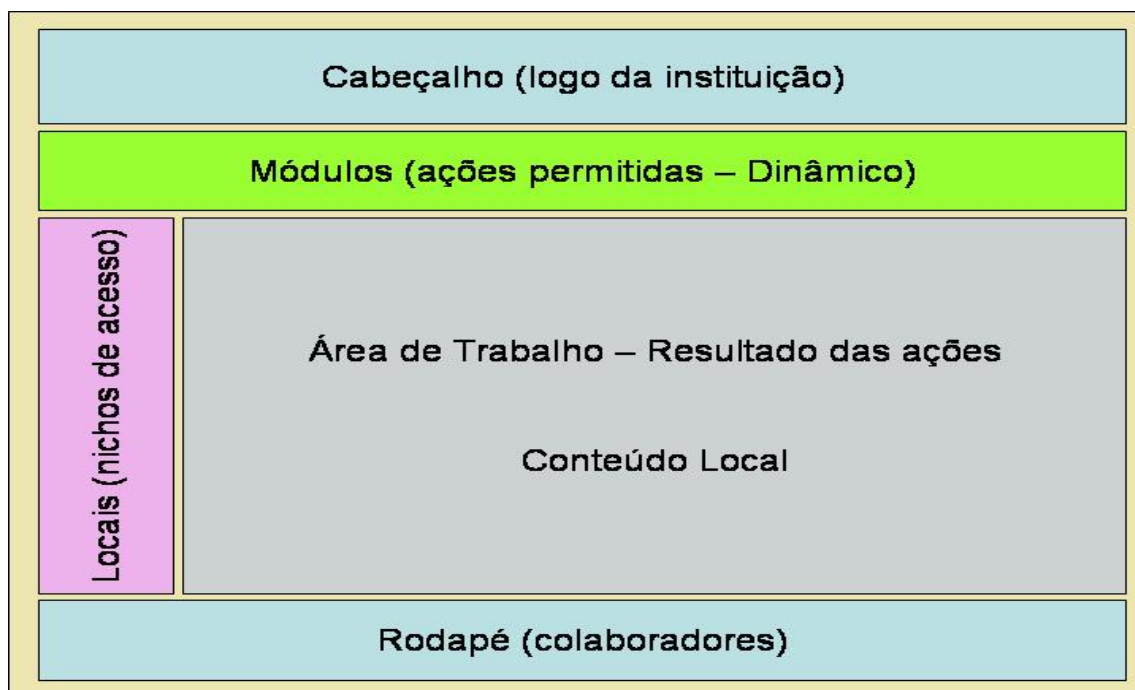 Cabeçalho (logo da instituição)
Módulos (ações permitidas – Dinâmico)
Locais (nichos de acesso)
Área de Trabalho – Resultado das ações
Conteúdo Local
Rodapé (colaboradores)